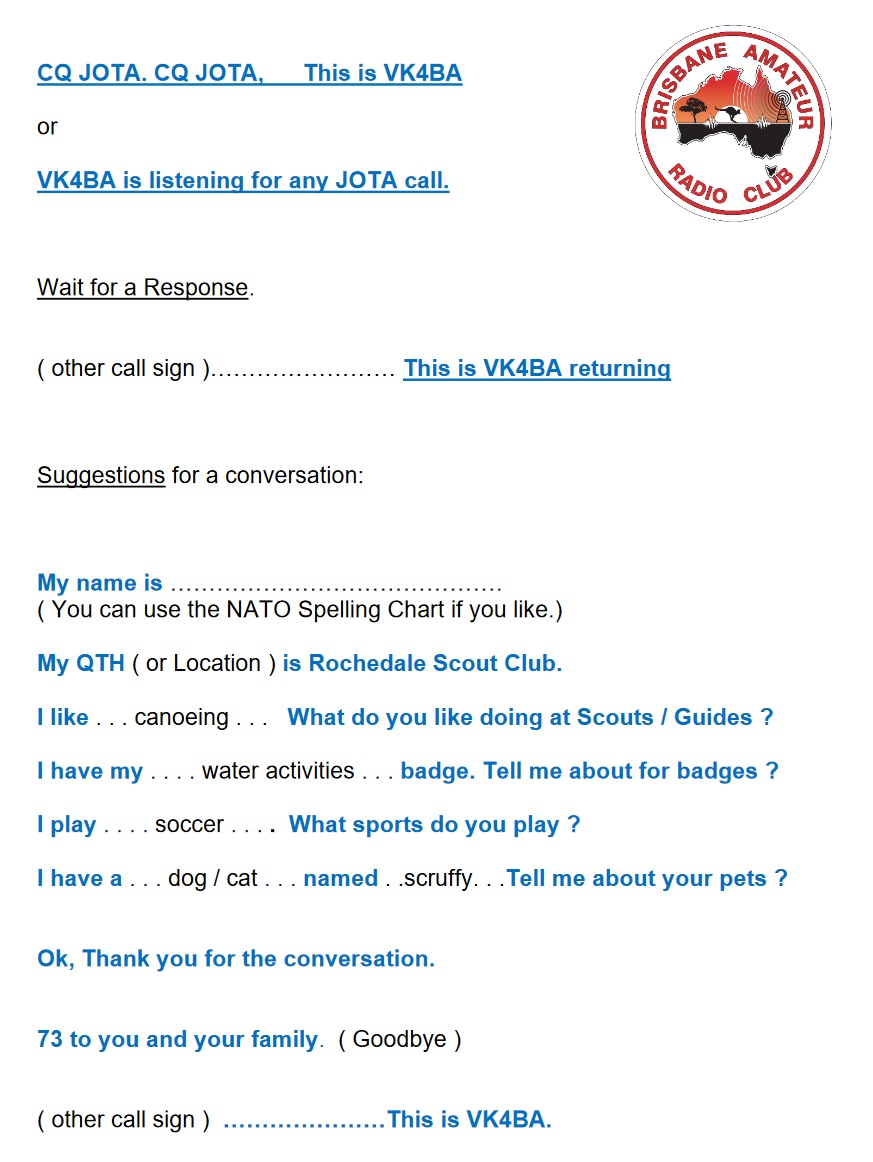 CQ JOTA. CQ JOTA,      This is VK4BA
BRISBANE AMATEUR
RADIO CLUB
or
VK4BA is listening for any JOTA call.
Wait for a Response.
( other call sign )........................ This is VK4BA returning
Suggestions for a conversation:
My name is ...........................................
( You can use the NATO Spelling Chart if you like.)
My QTH ( or Location ) is Rochedale Scout Club.
I like . . . canoeing . . .   What do you like doing at Scouts / Guides ?
I have my . . . . water activities . . . badge. Tell me about for badges ?
I play . . . . soccer . . . .  What sports do you play ?
I have a . . . dog / cat . . . named . .scruffy. . .Tell me about your pets ?
Ok, Thank you for the conversation.
73 to you and your family.  ( Goodbye )
( other call sign )  .....................This is VK4BA.